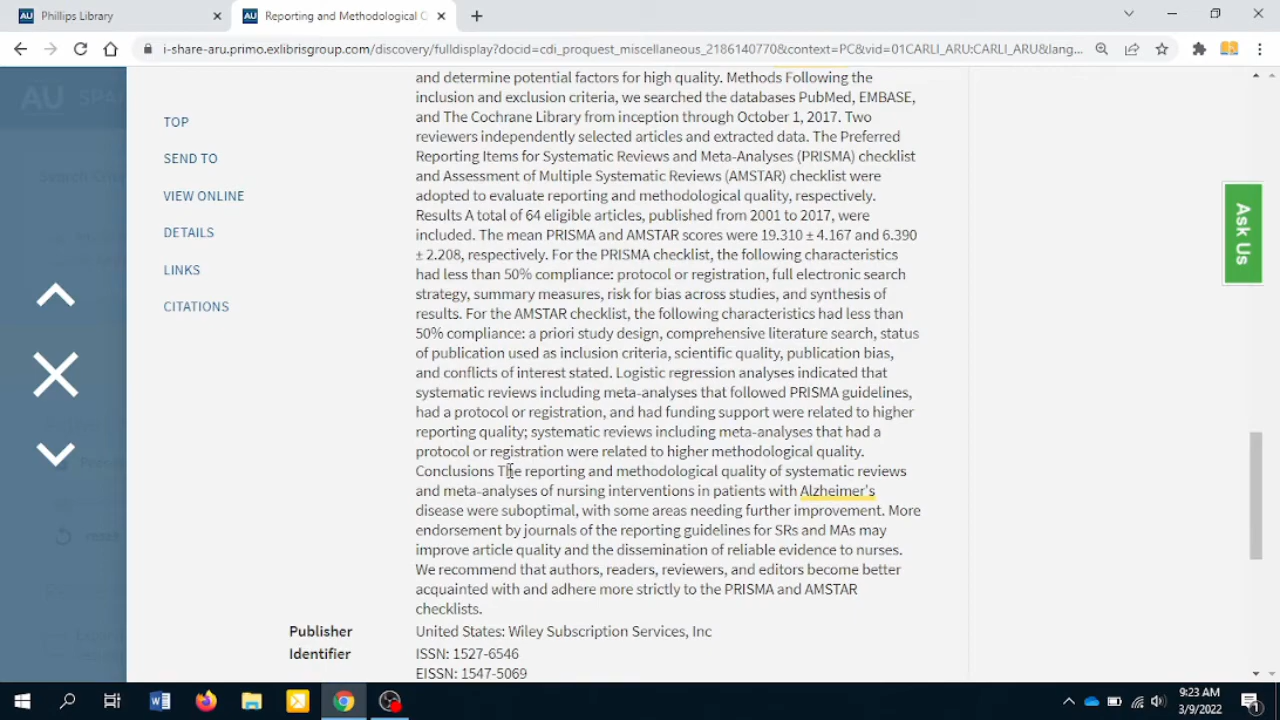 Phillips Library
Reporting and Methodological C
i-share-aru.primo.exlibrisgroup.com/discovery/fulldisplay?docid=cdi_proquest_miscellaneous_2186140770&context=PC&vid=01CARLI_ARU:CARLI_ARU&lang...
and determine potential factors for high quality. Methods Following the
inclusion and exclusion criteria, we searched the databases PubMed, EMBASE,
and The Cochrane Library from inception through October 1, 2017. Two
reviewers independently selected articles and extracted data. The Preferred
Reporting Items for Systematic Reviews and Meta-Analyses (PRISMA) checklist
and Assessment of Multiple Systematic Reviews (AMSTAR) checklist were
adopted to evaluate reporting and methodological quality, respectively.
Results A total of 64 eligible articles, published from 2001 to 2017, were
included. The mean PRISMA and AMSTAR scores were 19.310 ± 4.167 and 6.390
± 2.208, respectively. For the PRISMA checklist, the following characteristics
had less than 50% compliance: protocol or registration, full electronic search
strategy, summary measures, risk for bias across studies, and synthesis of
results. For the AMSTAR checklist, the following characteristics had less than
50% compliance: a priori study design, comprehensive literature search, status
of publication used as inclusion criteria, scientific quality, publication bias,
and conflicts of interest stated. Logistic regression analyses indicated that
systematic reviews including meta-analyses that followed PRISMA guidelines,
had a protocol or registration, and had funding support were related to higher
reporting quality; systematic reviews including meta-analyses that had a
protocol or registration were related to higher methodological quality.
Conclusions The reporting and methodological quality of systematic reviews
and meta-analyses of nursing interventions in patients with Alzheimer's
disease were suboptimal, with some areas needing further improvement. More
endorsement by journals of the reporting guidelines for SRs and MAs may
improve article quality and the dissemination of reliable evidence to nurses.
We recommend that authors, readers, reviewers, and editors become better
acquainted with and adhere more strictly to the PRISMA and AMSTAR
checklists.
Publisher United States: Wiley Subscription Services, Inc
Identifier ISSN: 1527-6546
EISSN: 1547-5069
TOP
SEND TO
VIEW ONLINE
DETAILS
LINKS
CITATIONS
Ask Us
AU
9:23 AM
3/9/2022